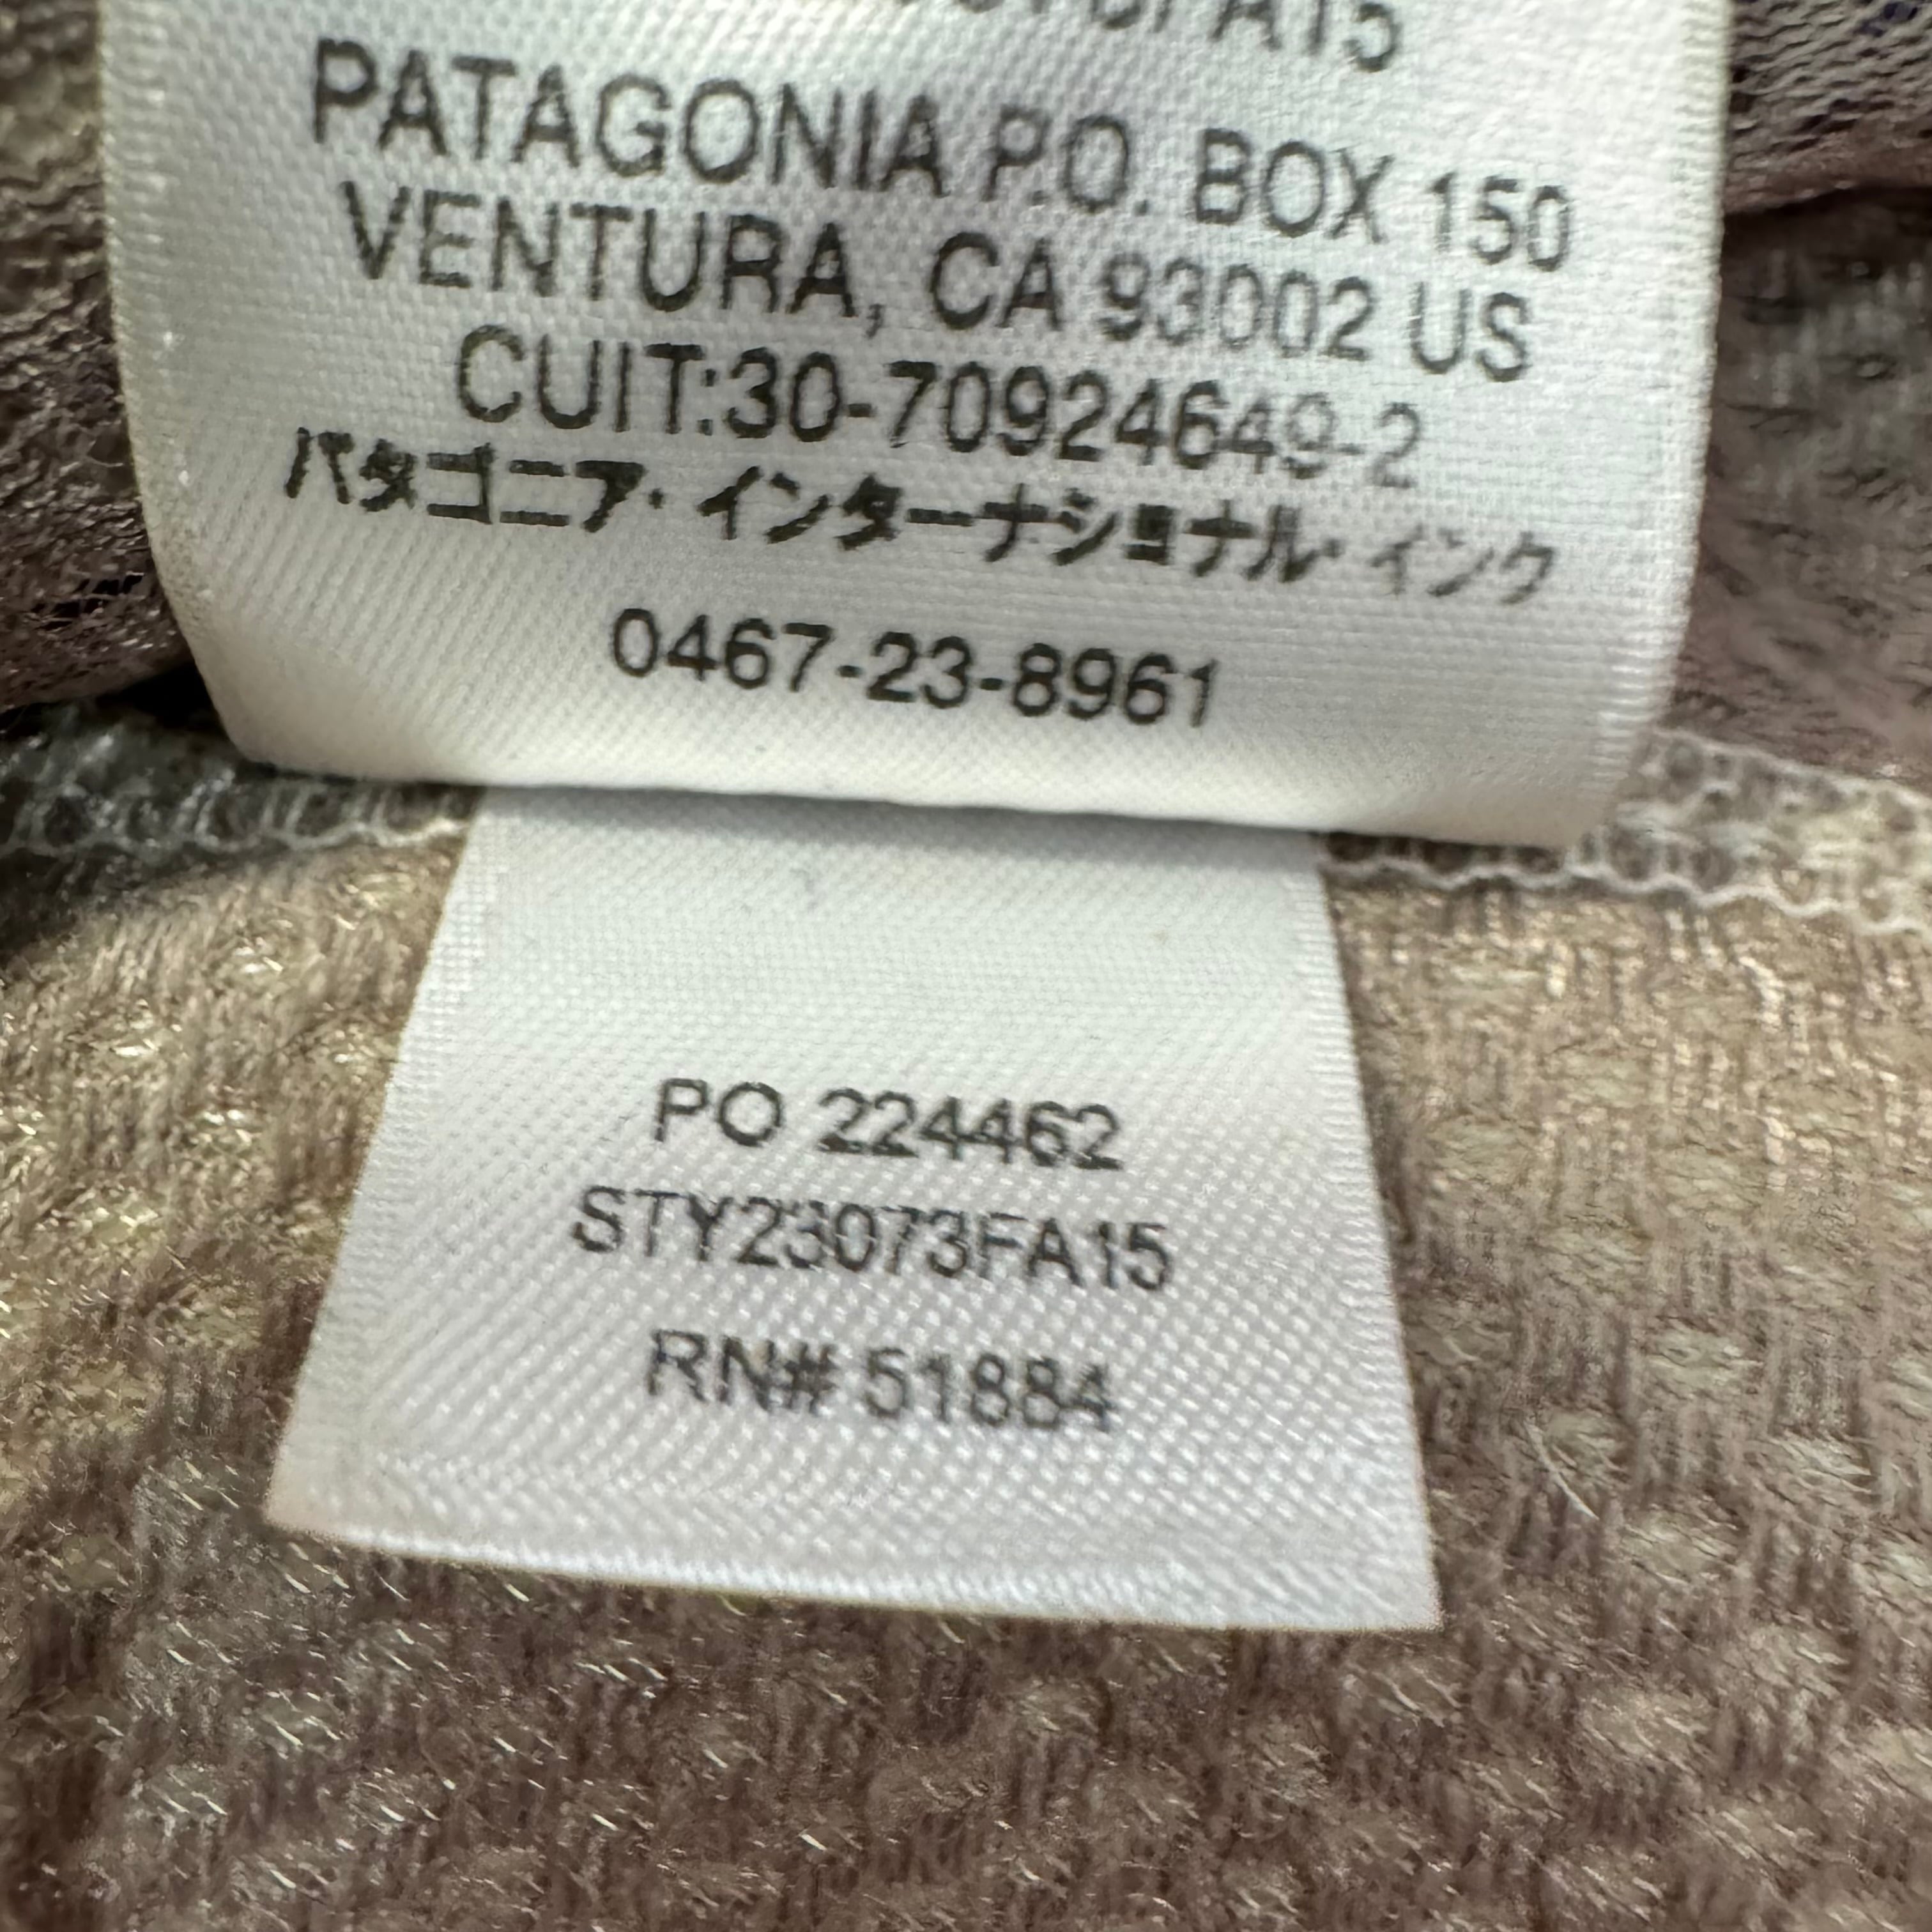 FA15
PATAGONIA P.O. BOX 150
VENTURA, CA 93002 US
CUIT:30-70924649-2
パタゴニア・インターナショナル・インク
0467-23-8961
PO 224462
STY23073FA15
RN# 51884